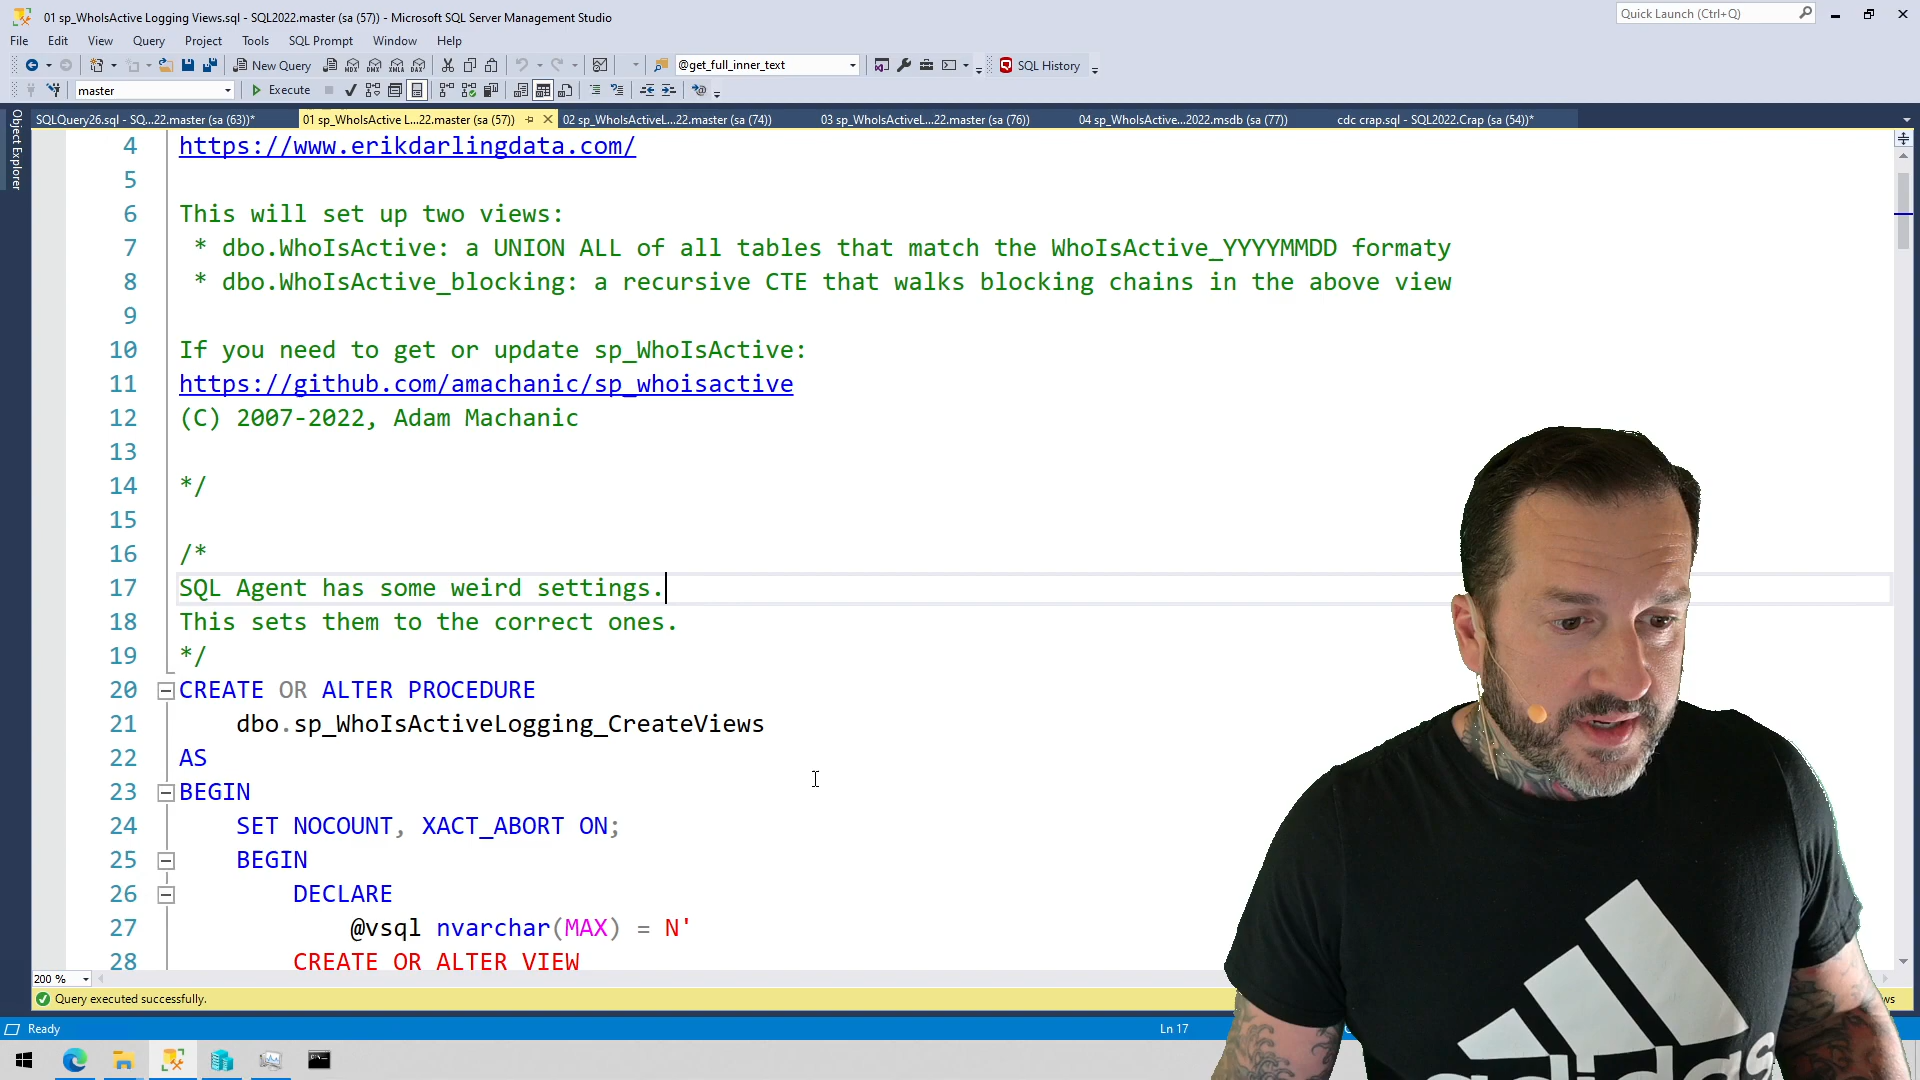 01 sp_WhoIsActive Logging Views.sql - SQL2022.master (sa (57)) - Microsoft SQL Server Management Studio
Quick Launch (Ctrl+Q)
File Edit View Query Project Tools SQL Prompt Window Help
New Query
MDX DMX XMLA DAX
@get_full_inner_text
SQL History
master
Execute
Object Explorer
SQLQuery26.sql - SQ...22.master (sa (63))*
01 sp_WhoIsActive L...22.master (sa (57))
02 sp_WhoIsActiveL...22.master (sa (74))
03 sp_WhoIsActiveL...22.master (sa (76))
04 sp_WhoIsActive...2022.msdb (sa (77))
cdc crap.sql - SQL2022.Crap (sa (54))*
4 https://www.erikdarlingdata.com/
5
6 This will set up two views:
7 * dbo.WhoIsActive: a UNION ALL of all tables that match the WhoIsActive_YYYYMMDD formaty
8 * dbo.WhoIsActive_blocking: a recursive CTE that walks blocking chains in the above view
9
10 If you need to get or update sp_WhoIsActive:
11 https://github.com/amachanic/sp_whoisactive
12 (C) 2007-2022, Adam Machanic
13
14 */
15
16 /*
17 SQL Agent has some weird settings.
18 This sets them to the correct ones.
19 */
20 CREATE OR ALTER PROCEDURE
21 dbo.sp_WhoIsActiveLogging_CreateViews
22 AS
23 BEGIN
24 SET NOCOUNT, XACT_ABORT ON;
25 BEGIN
26 DECLARE
27 @vsql nvarchar(MAX) = N'
28 CREATE OR ALTER VIEW
200 %
Query executed successfully.
ws
Ready
Ln 17
adidas